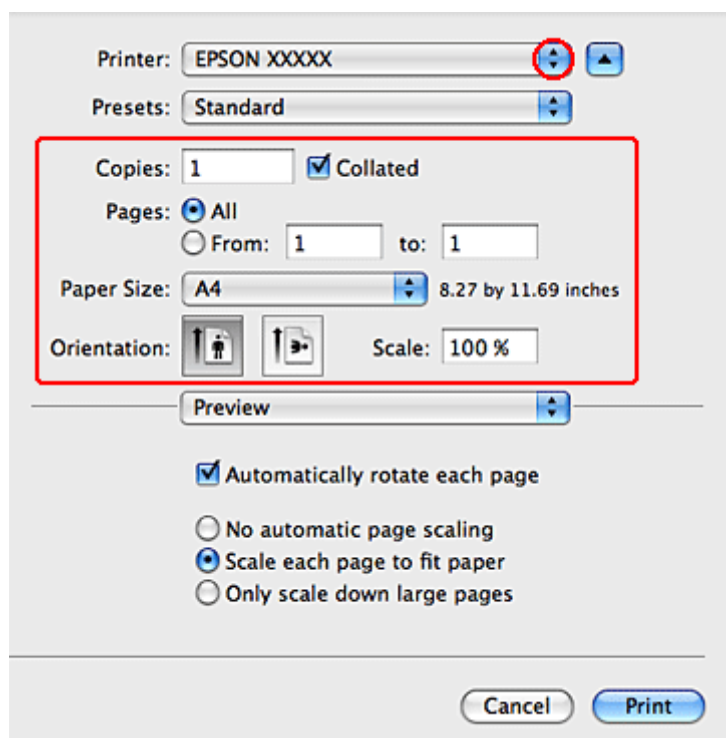 Printer: EPSON XXXXX
Presets: Standard
Copies: 1 Collated
Pages: All
From: 1 to: 1
Paper Size: A4 8.27 by 11.69 inches
Orientation: Scale: 100 %
Preview
Automatically rotate each page
No automatic page scaling
Scale each page to fit paper
Only scale down large pages
Cancel Print